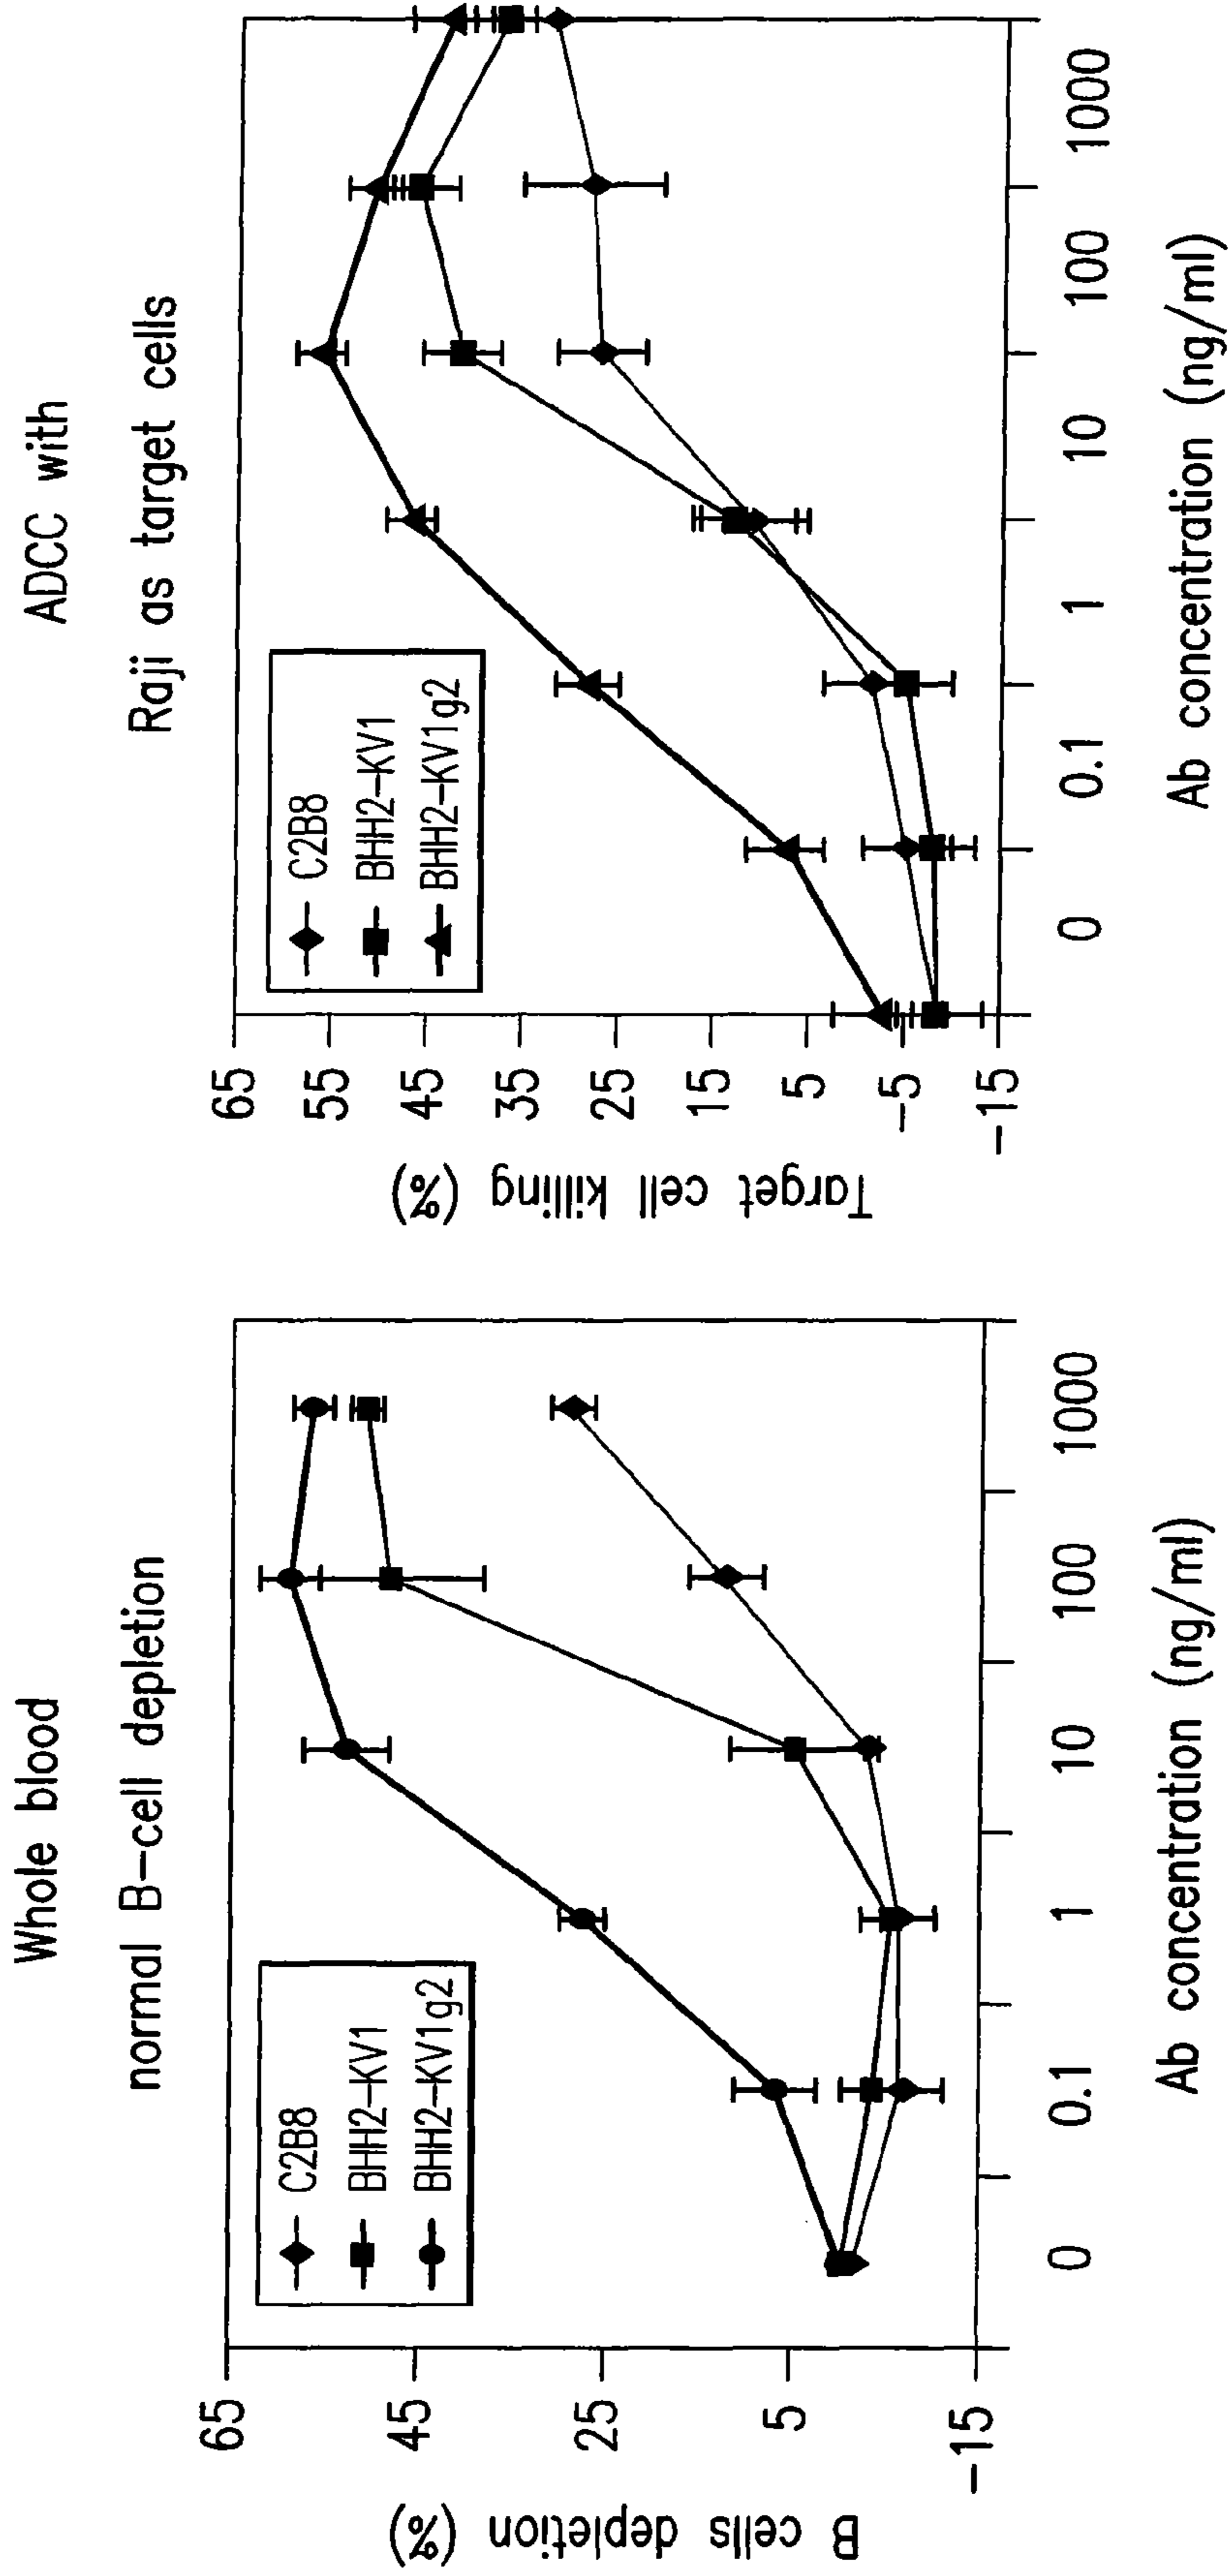 Whole blood
normal B-cell depletion
C2B8
BHH2-KV1
BHH2-KV1g2
B cells depletion (%)
65
45
25
5
-15
0
0.1
1
10
100
1000
Ab concentration (ng/ml)
ADCC with
Raji as target cells
C2B8
BHH2-KV1
BHH2-KV1g2
Target cell killing (%)
65
55
45
35
25
15
5
-5
-15
0
0.1
1
10
100
1000
Ab concentration (ng/ml)